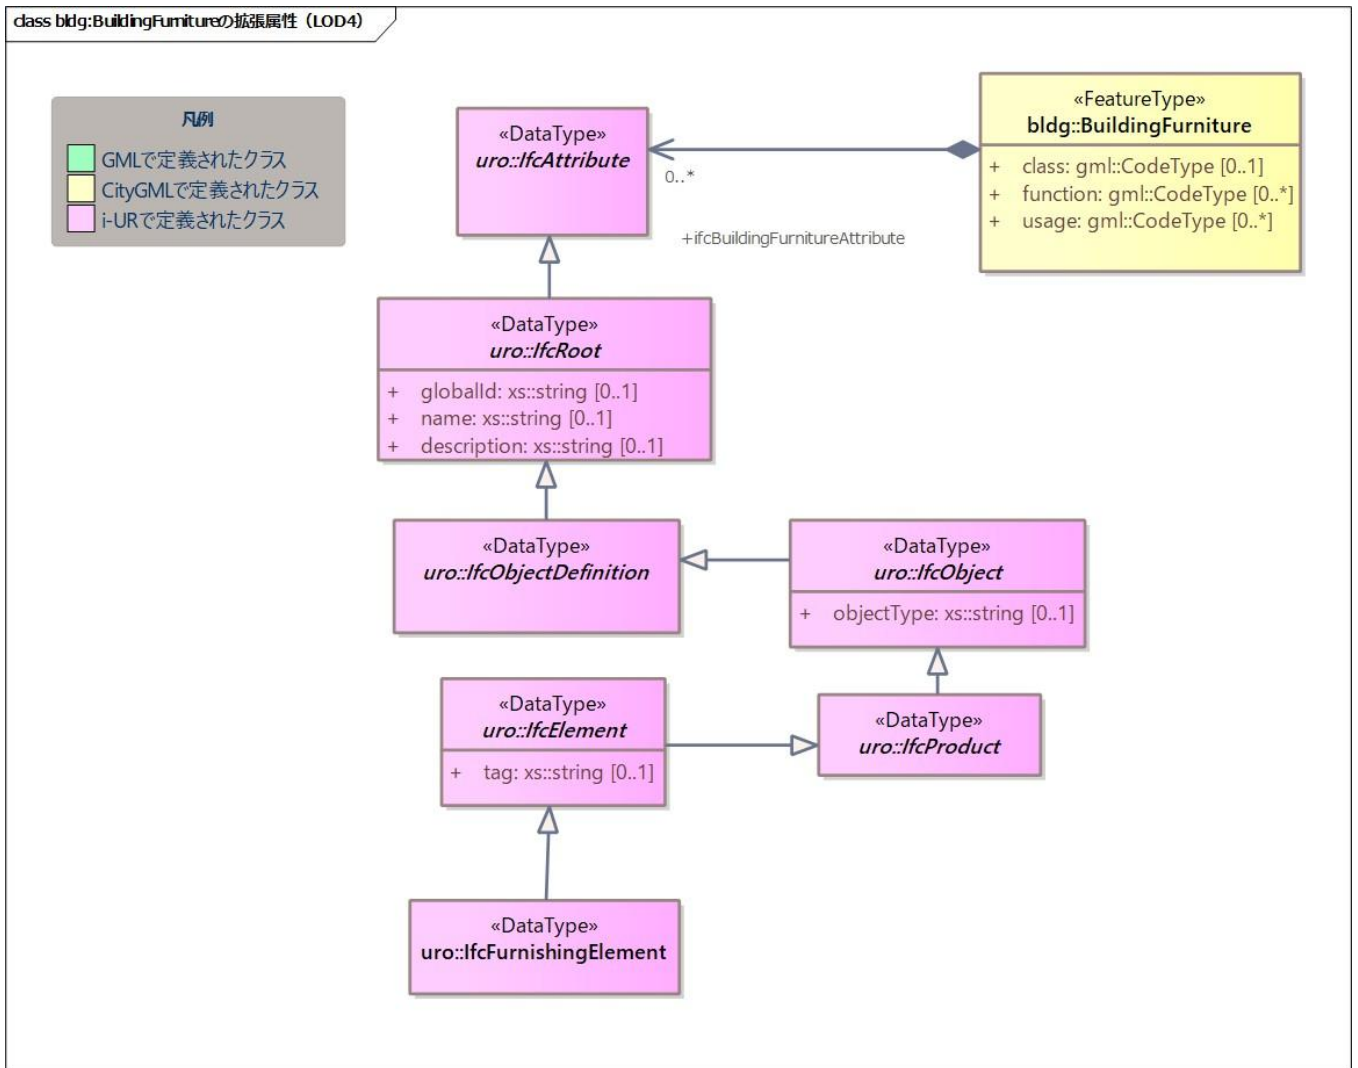 class bldg:BuildingFurnitureの拡張属性（LOD4）
凡例
GMLで定義されたクラス
CityGMLで定義されたクラス
i-URで定義されたクラス
«DataType»
uro::IfcAttribute
«FeatureType»
bldg::BuildingFurniture
+ class: gml::CodeType [0..1]
+ function: gml::CodeType [0..*]
+ usage: gml::CodeType [0..*]
0..*
+ifcBuildingFurnitureAttribute
«DataType»
uro::IfcRoot
+ globalId: xs::string [0..1]
+ name: xs::string [0..1]
+ description: xs::string [0..1]
«DataType»
uro::IfcObjectDefinition
«DataType»
uro::IfcObject
+ objectType: xs::string [0..1]
«DataType»
uro::IfcElement
+ tag: xs::string [0..1]
«DataType»
uro::IfcProduct
«DataType»
uro::IfcFurnishingElement